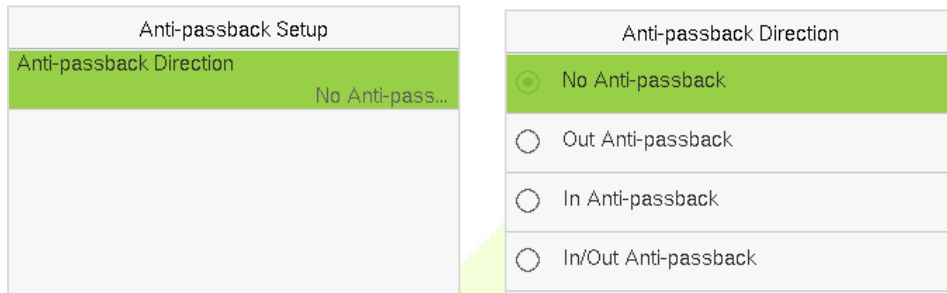 Anti-passback Setup
Anti-passback Direction
No Anti-pass...
Anti-passback Direction
No Anti-passback
Out Anti-passback
In Anti-passback
In/Out Anti-passback